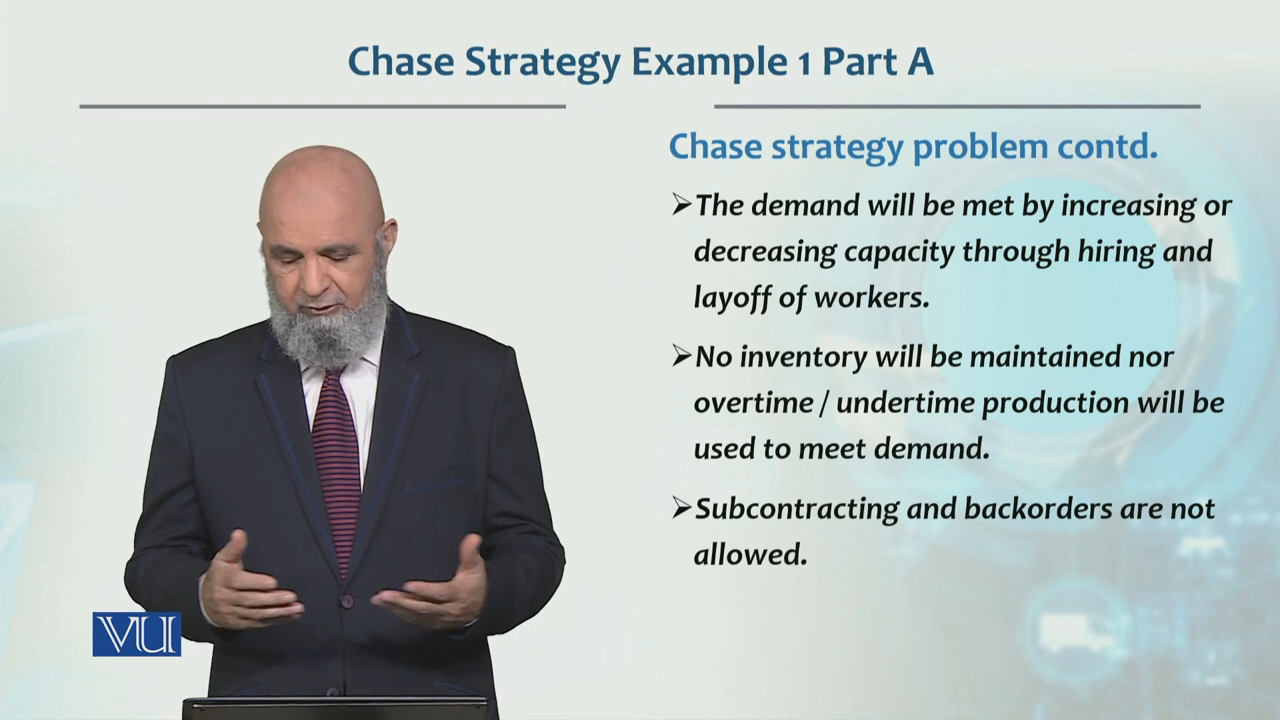 Chase Strategy Example 1 Part A
Chase strategy problem contd.
➢The demand will be met by increasing or
decreasing capacity through hiring and
layoff of workers.
➢No inventory will be maintained nor
overtime / undertime production will be
used to meet demand.
➢Subcontracting and backorders are not
allowed.
VU